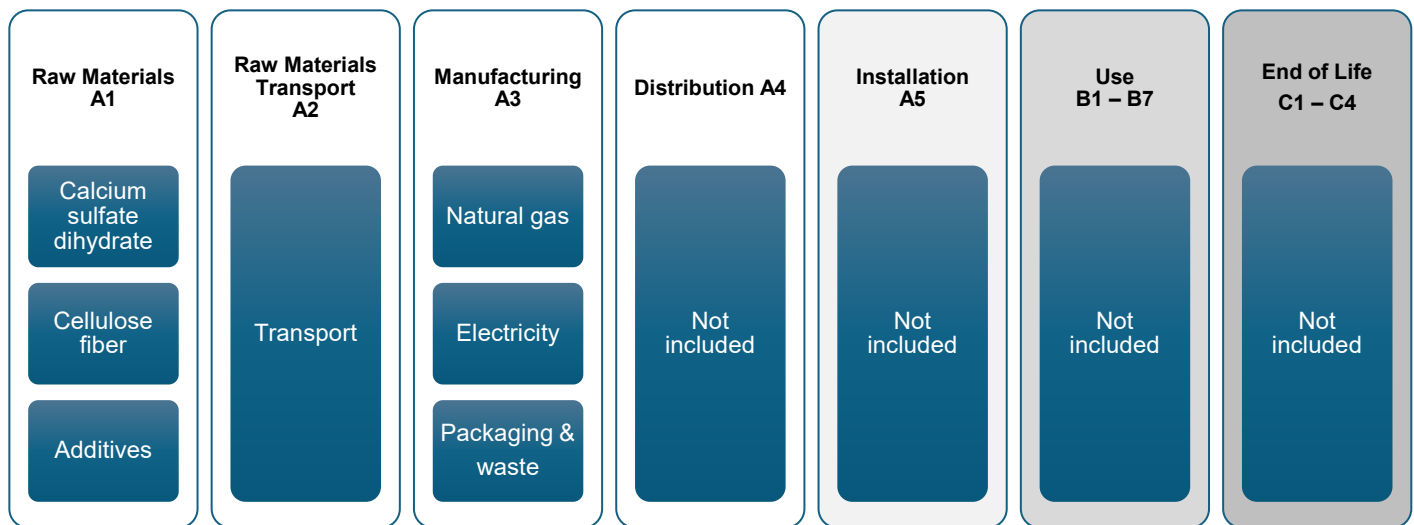 Raw Materials
A1
Calcium
sulfate
dihydrate
Cellulose
fiber
Additives
Raw Materials
Transport
A2
Transport
Manufacturing
A3
Natural gas
Electricity
Packaging &
waste
Distribution A4
Not
included
Installation
A5
Not
included
Use
B1 – B7
Not
included
End of Life
C1 – C4
Not
included